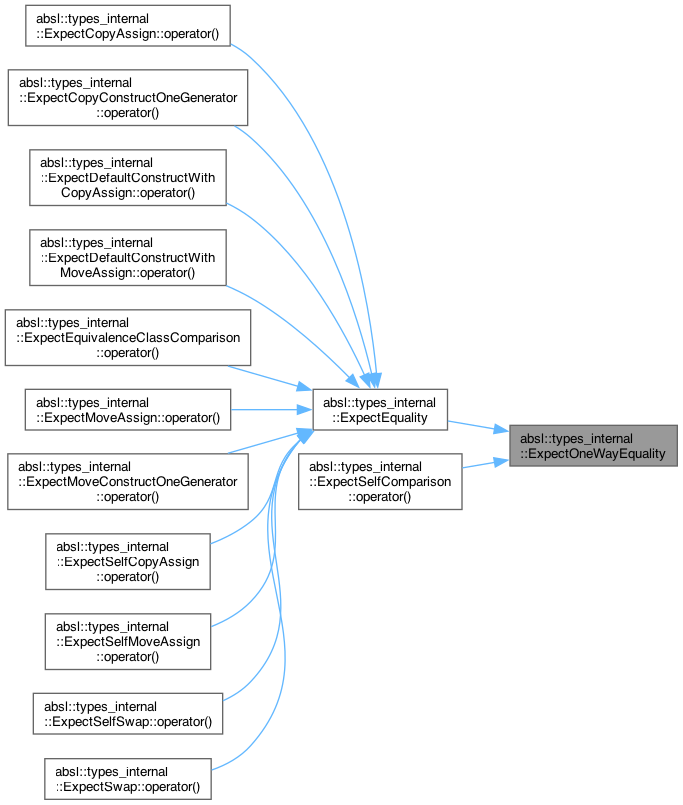 absl::types_internal
::ExpectCopyAssign::operator()
absl::types_internal
::ExpectCopyConstructOneGenerator
::operator()
absl::types_internal
::ExpectDefaultConstructWith
CopyAssign::operator()
absl::types_internal
::ExpectDefaultConstructWith
MoveAssign::operator()
absl::types_internal
::ExpectEquivalenceClassComparison
::operator()
absl::types_internal
::ExpectMoveAssign::operator()
absl::types_internal
::ExpectMoveConstructOneGenerator
::operator()
absl::types_internal
::ExpectSelfCopyAssign
::operator()
absl::types_internal
::ExpectSelfMoveAssign
::operator()
absl::types_internal
::ExpectSelfSwap::operator()
absl::types_internal
::ExpectSwap::operator()
absl::types_internal
::ExpectEquality
absl::types_internal
::ExpectSelfComparison
::operator()
absl::types_internal
::ExpectOneWayEquality